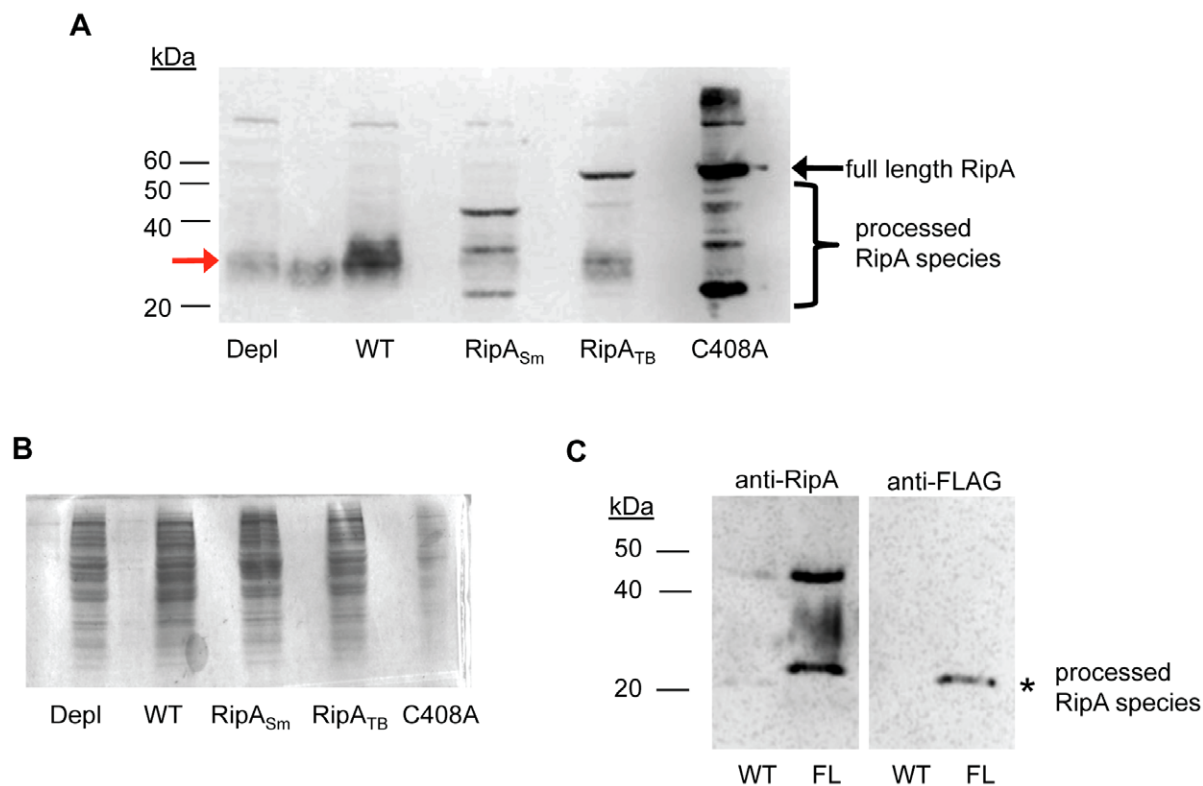 A
kDa
60
50
40
20
full length RipA
processed
RipA species
Depl WT RipASm RipATB C408A
B
Depl WT RipASm RipATB C408A
C
anti-RipA anti-FLAG
kDa
50
40
20
* processed
RipA species
WT FL WT FL